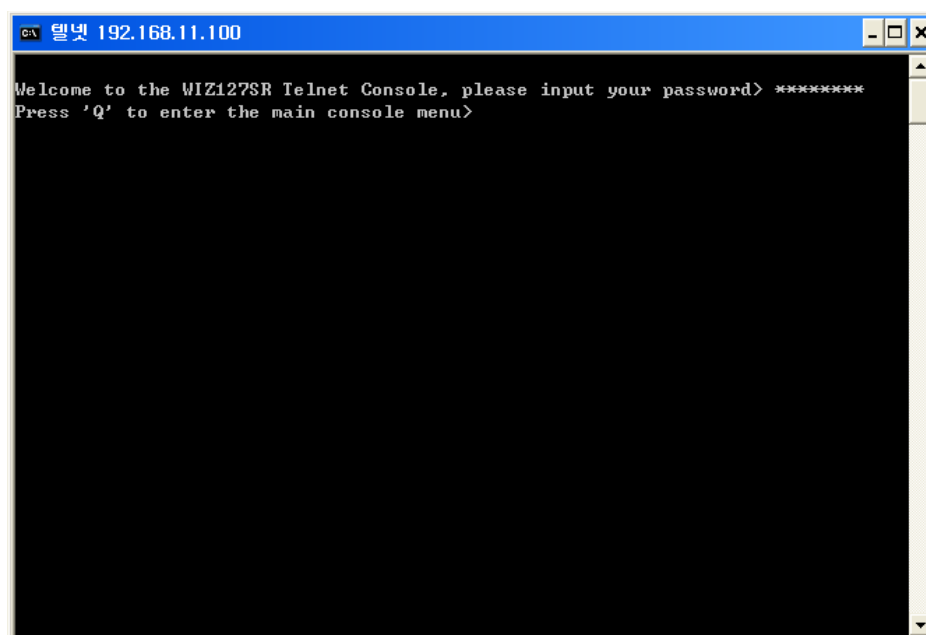 텔넷 192.168.11.100
Welcome to the WIZ127SR Telnet Console, please input your password> ********
Press 'Q' to enter the main console menu>